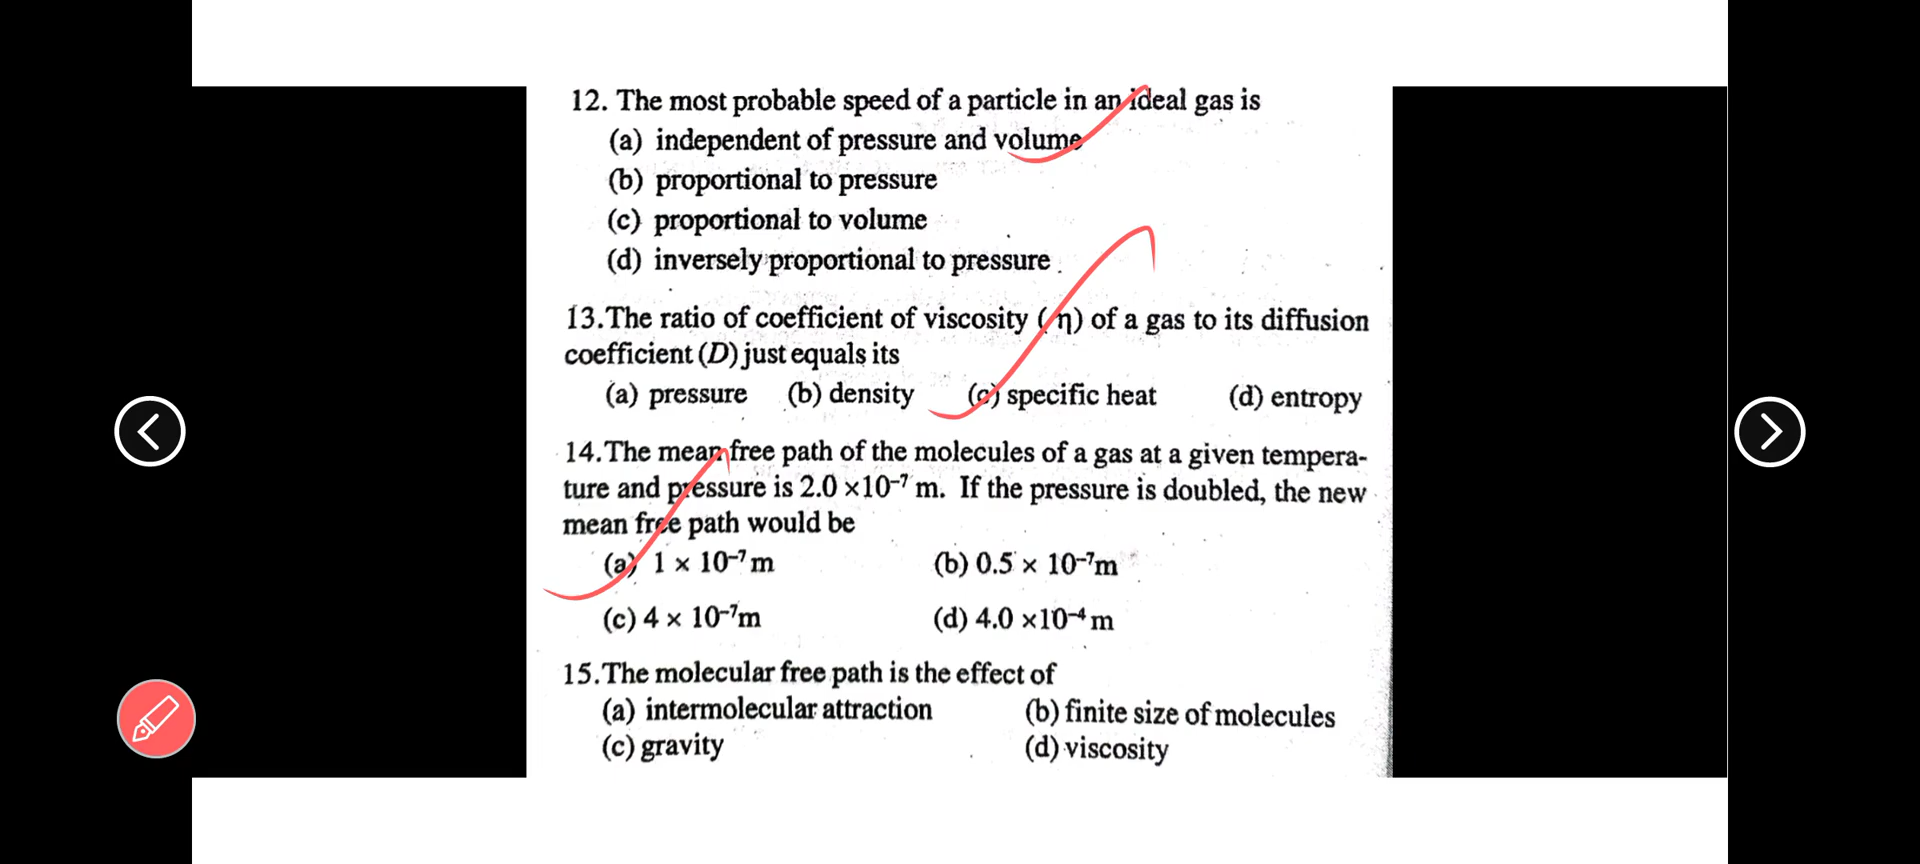 12. The most probable speed of a particle in an ideal gas is
(a) independent of pressure and volume
(b) proportional to pressure
(c) proportional to volume
(d) inversely proportional to pressure
13.The ratio of coefficient of viscosity (η) of a gas to its diffusion
coefficient (D) just equals its
(a) pressure (b) density (c) specific heat (d) entropy
14.The mean free path of the molecules of a gas at a given tempera-
ture and pressure is 2.0 ×10⁻⁷ m. If the pressure is doubled, the new
mean free path would be
(a) 1 × 10⁻⁷ m (b) 0.5 × 10⁻⁷m
(c) 4 × 10⁻⁷m (d) 4.0 ×10⁻⁴ m
15.The molecular free path is the effect of
(a) intermolecular attraction (b) finite size of molecules
(c) gravity (d) viscosity